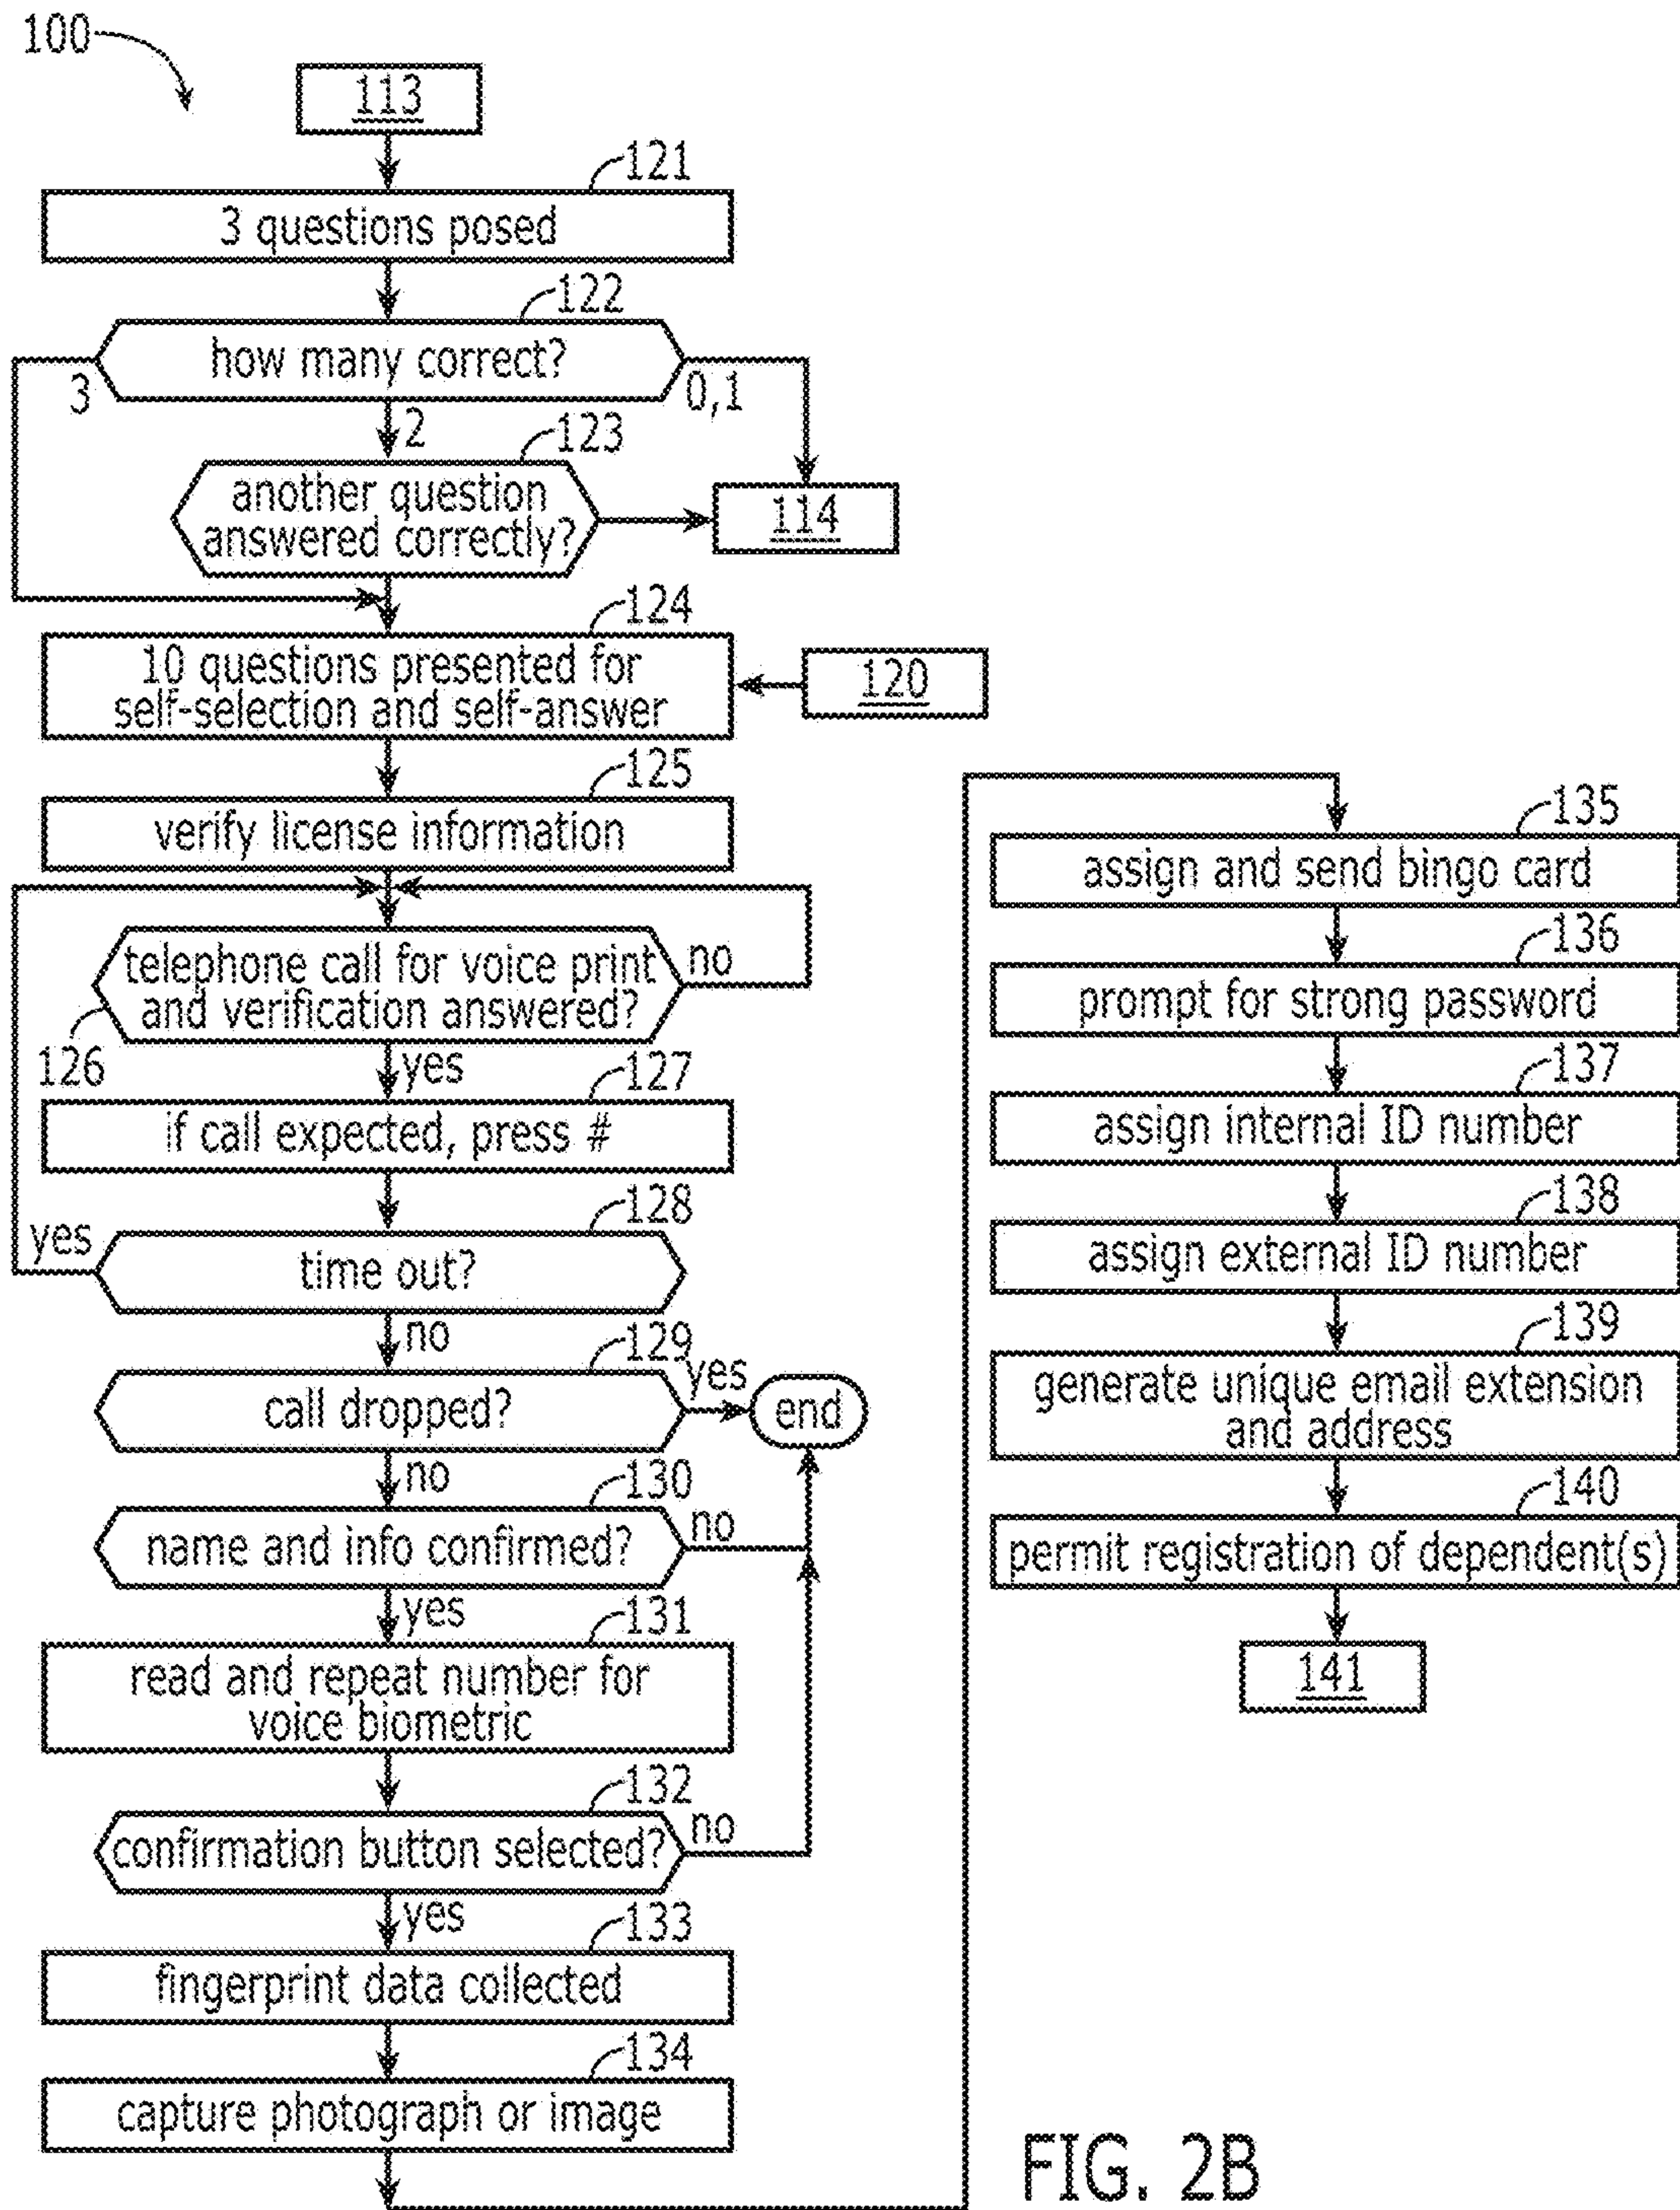 100
113
121
3 questions posed
122
how many correct?
3
0,1
2
123
another question
answered correctly?
114
124
10 questions presented for
self-selection and self-answer
120
125
verify license information
telephone call for voice print
and verification answered?
no
126
yes
127
if call expected, press #
128
yes
time out?
no
129
yes
call dropped?
end
no
130
name and info confirmed?
no
yes
131
read and repeat number for
voice biometric
132
confirmation button selected?
no
yes
133
fingerprint data collected
134
capture photograph or image
135
assign and send bingo card
136
prompt for strong password
137
assign internal ID number
138
assign external ID number
139
generate unique email extension
and address
140
permit registration of dependent(s)
141
FIG. 2B